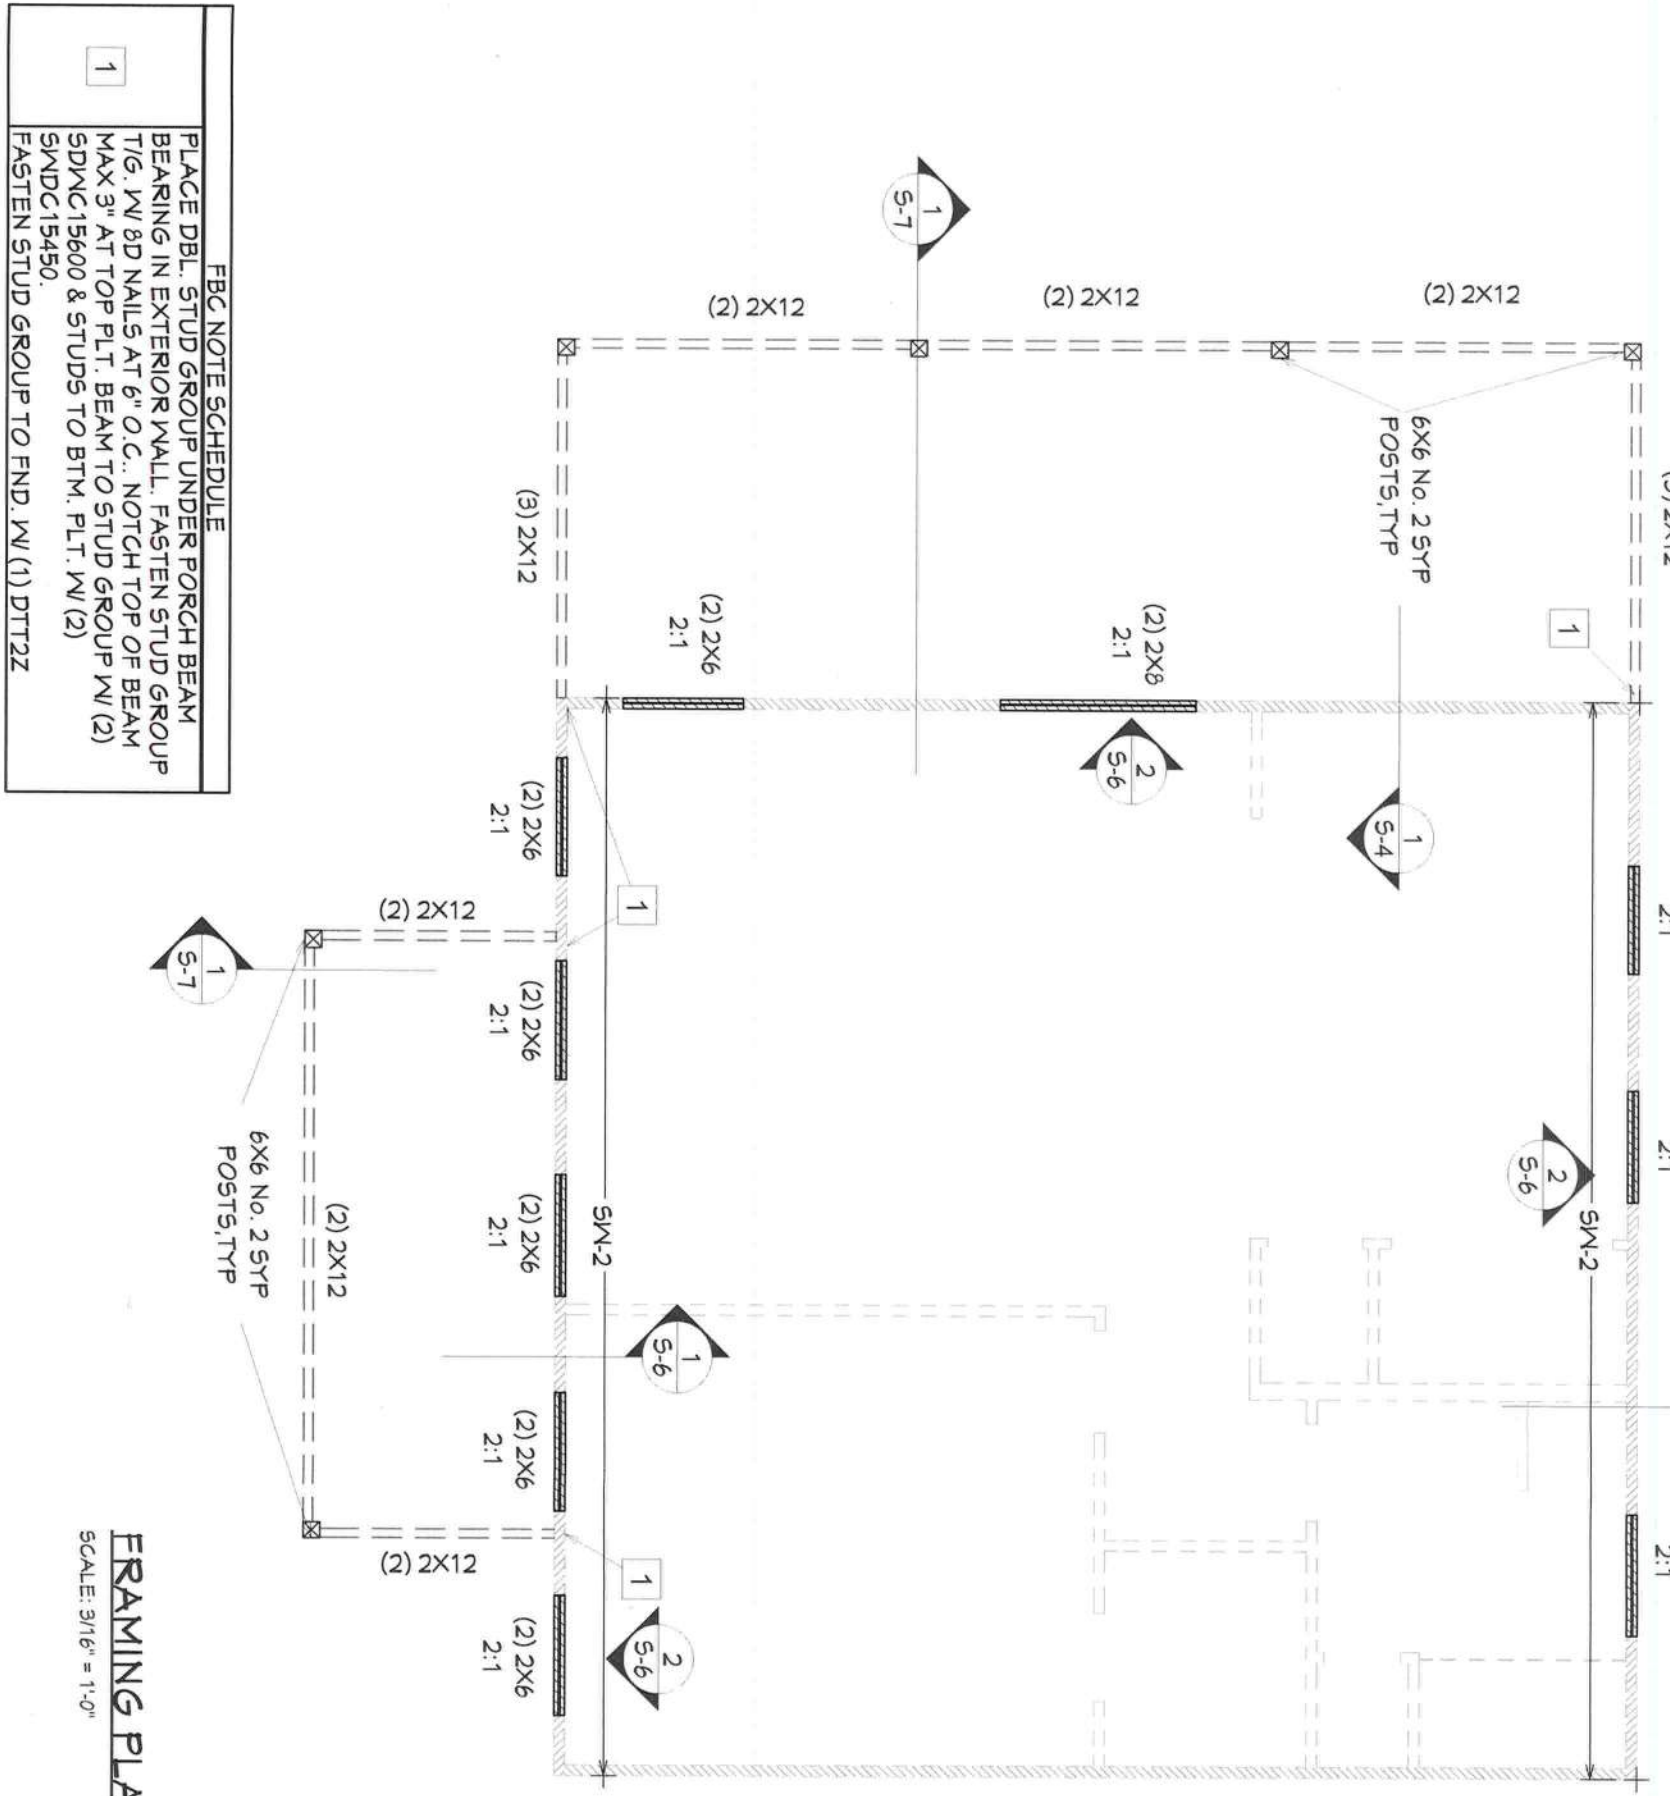 2:1
2:1
2:1
SW-2
1
2
S-6
6X6 No. 2 SYP
POSTS,TYP
1
S-4
(2) 2X12
(2) 2X8
2:1
2
S-6
(2) 2X12
1
S-7
(2) 2X12
(2) 2X6
2:1
1
S-6
2
S-6
1
1
SW-2
(3) 2X12
(2) 2X6
2:1
(2) 2X6
2:1
(2) 2X6
2:1
(2) 2X6
2:1
(2) 2X6
2:1
(2) 2X12
(2) 2X12
(2) 2X12
6X6 No. 2 SYP
POSTS,TYP
1
S-7
FBC NOTE SCHEDULE
1
PLACE DBL. STUD GROUP UNDER PORCH BEAM
BEARING IN EXTERIOR WALL. FASTEN STUD GROUP
T/G. W/ 8D NAILS AT 6" O.C.. NOTCH TOP OF BEAM
MAX 3" AT TOP PLT. BEAM TO STUD GROUP W/ (2)
SDWC15600 & STUDS TO BTM. PLT. W/ (2)
SWDC15450.
FASTEN STUD GROUP TO FND. W/ (1) DTT2Z
FRAMING PLA
SCALE: 3/16" = 1'-0"